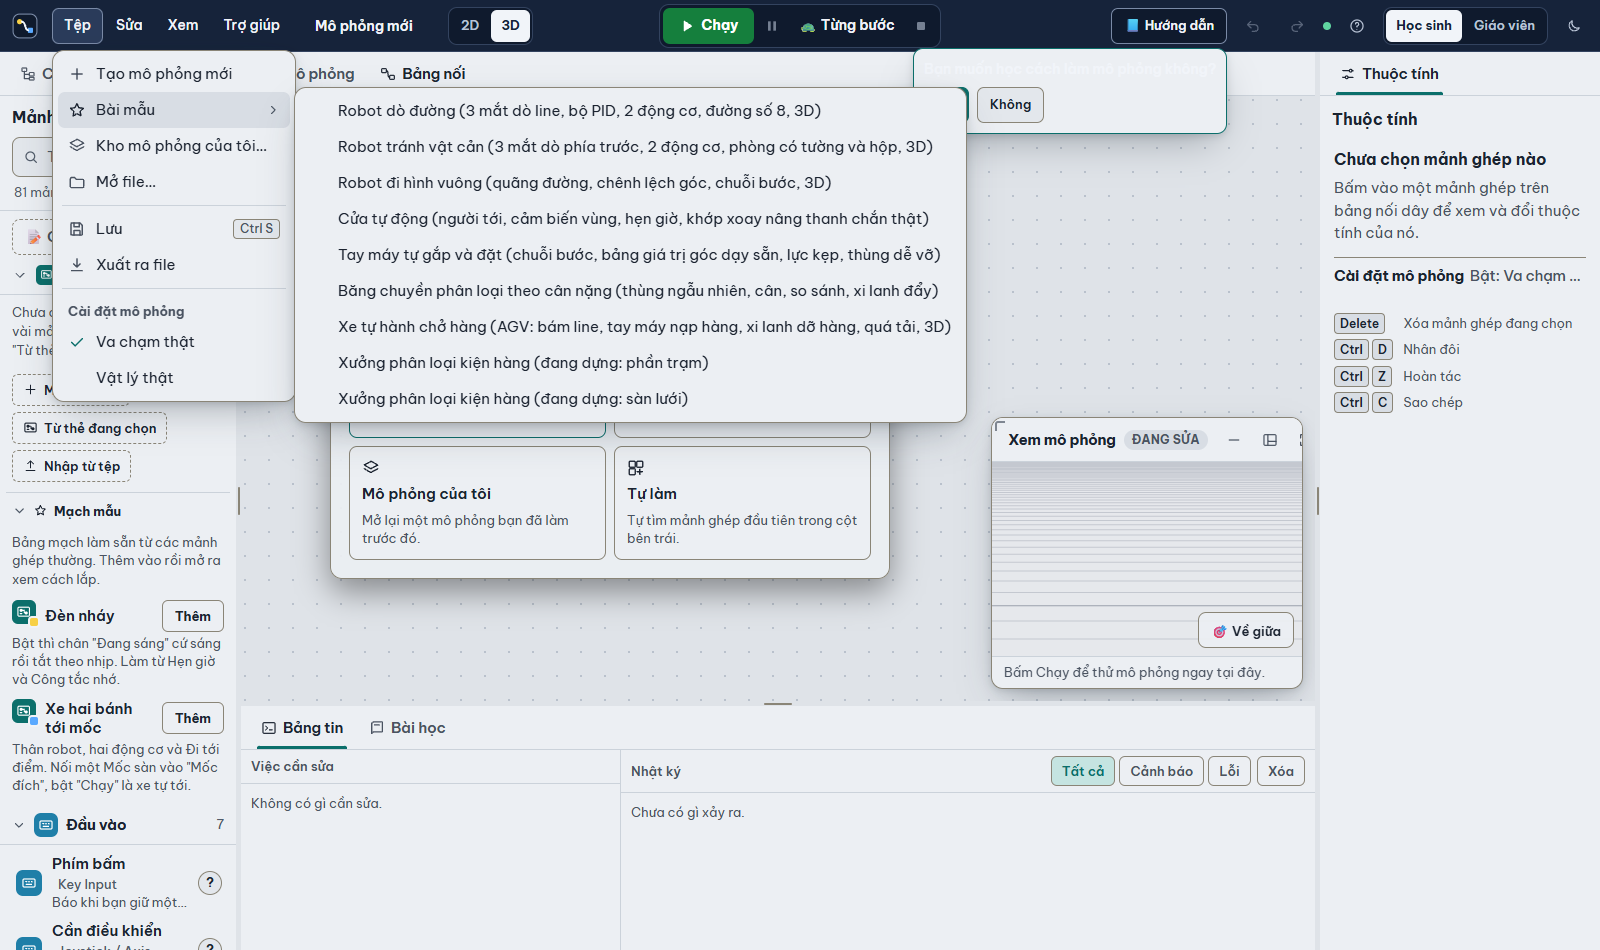 Tệp Sửa Xem Trợ giúp Mô phỏng mới 2D 3D Chạy Từng bước Hướng dẫn Học sinh Giáo viên
Tạo mô phỏng mới
Bài mẫu
Kho mô phỏng của tôi...
Mở file...
Lưu Ctrl S
Xuất ra file
Cài đặt mô phỏng
Va chạm thật
Vật lý thật
Bảng nối
Robot dò đường (3 mắt dò line, bộ PID, 2 động cơ, đường số 8, 3D)
Robot tránh vật cản (3 mắt dò phía trước, 2 động cơ, phòng có tường và hộp, 3D)
Robot đi hình vuông (quãng đường, chênh lệch góc, chuỗi bước, 3D)
Cửa tự động (người tới, cảm biến vùng, hẹn giờ, khớp xoay nâng thanh chắn thật)
Tay máy tự gắp và đặt (chuỗi bước, bảng giá trị góc dạy sẵn, lực kẹp, thùng dễ vỡ)
Băng chuyền phân loại theo cân nặng (thùng ngẫu nhiên, cân, so sánh, xi lanh đẩy)
Xe tự hành chở hàng (AGV: bám line, tay máy nạp hàng, xi lanh dỡ hàng, quá tải, 3D)
Xưởng phân loại kiện hàng (đang dựng: phần trạm)
Xưởng phân loại kiện hàng (đang dựng: sàn lưới)
Không
Mảnh
81 mản
Chưa
vài
"Từ thẻ
Từ thẻ đang chọn
Nhập từ tệp
Mạch mẫu
Bảng mạch làm sẵn từ các mảnh
ghép thường. Thêm vào rồi mở ra
xem cách lắp.
Đèn nháy Thêm
Bật thì chân "Đang sáng" cứ sáng
rồi tắt theo nhịp. Làm từ Hẹn giờ
và Công tắc nhớ.
Xe hai bánh
tới mốc
Thêm
Thân robot, hai động cơ và Đi tới
điểm. Nối một Mốc sàn vào "Mốc
đích", bật "Chạy" là xe tự tới.
Đầu vào 7
Phím bấm
Key Input
Báo khi bạn giữ một...
?
Cần điều khiển
Joystick / Axis
?
Mô phỏng của tôi
Mở lại một mô phỏng bạn đã làm
trước đó.
Tự làm
Tự tìm mảnh ghép đầu tiên trong cột
bên trái.
Xem mô phỏng ĐANG SỬA
Về giữa
Bấm Chạy để thử mô phỏng ngay tại đây.
Bảng tin Bài học
Việc cần sửa
Không có gì cần sửa.
Nhật ký Tất cả Cảnh báo Lỗi Xóa
Chưa có gì xảy ra.
Thuộc tính
Thuộc tính
Chưa chọn mảnh ghép nào
Bấm vào một mảnh ghép trên
bảng nối dây để xem và đổi thuộc
tính của nó.
Cài đặt mô phỏng Bật: Va chạm ...
Delete Xóa mảnh ghép đang chọn
Ctrl D Nhân đôi
Ctrl Z Hoàn tác
Ctrl C Sao chép